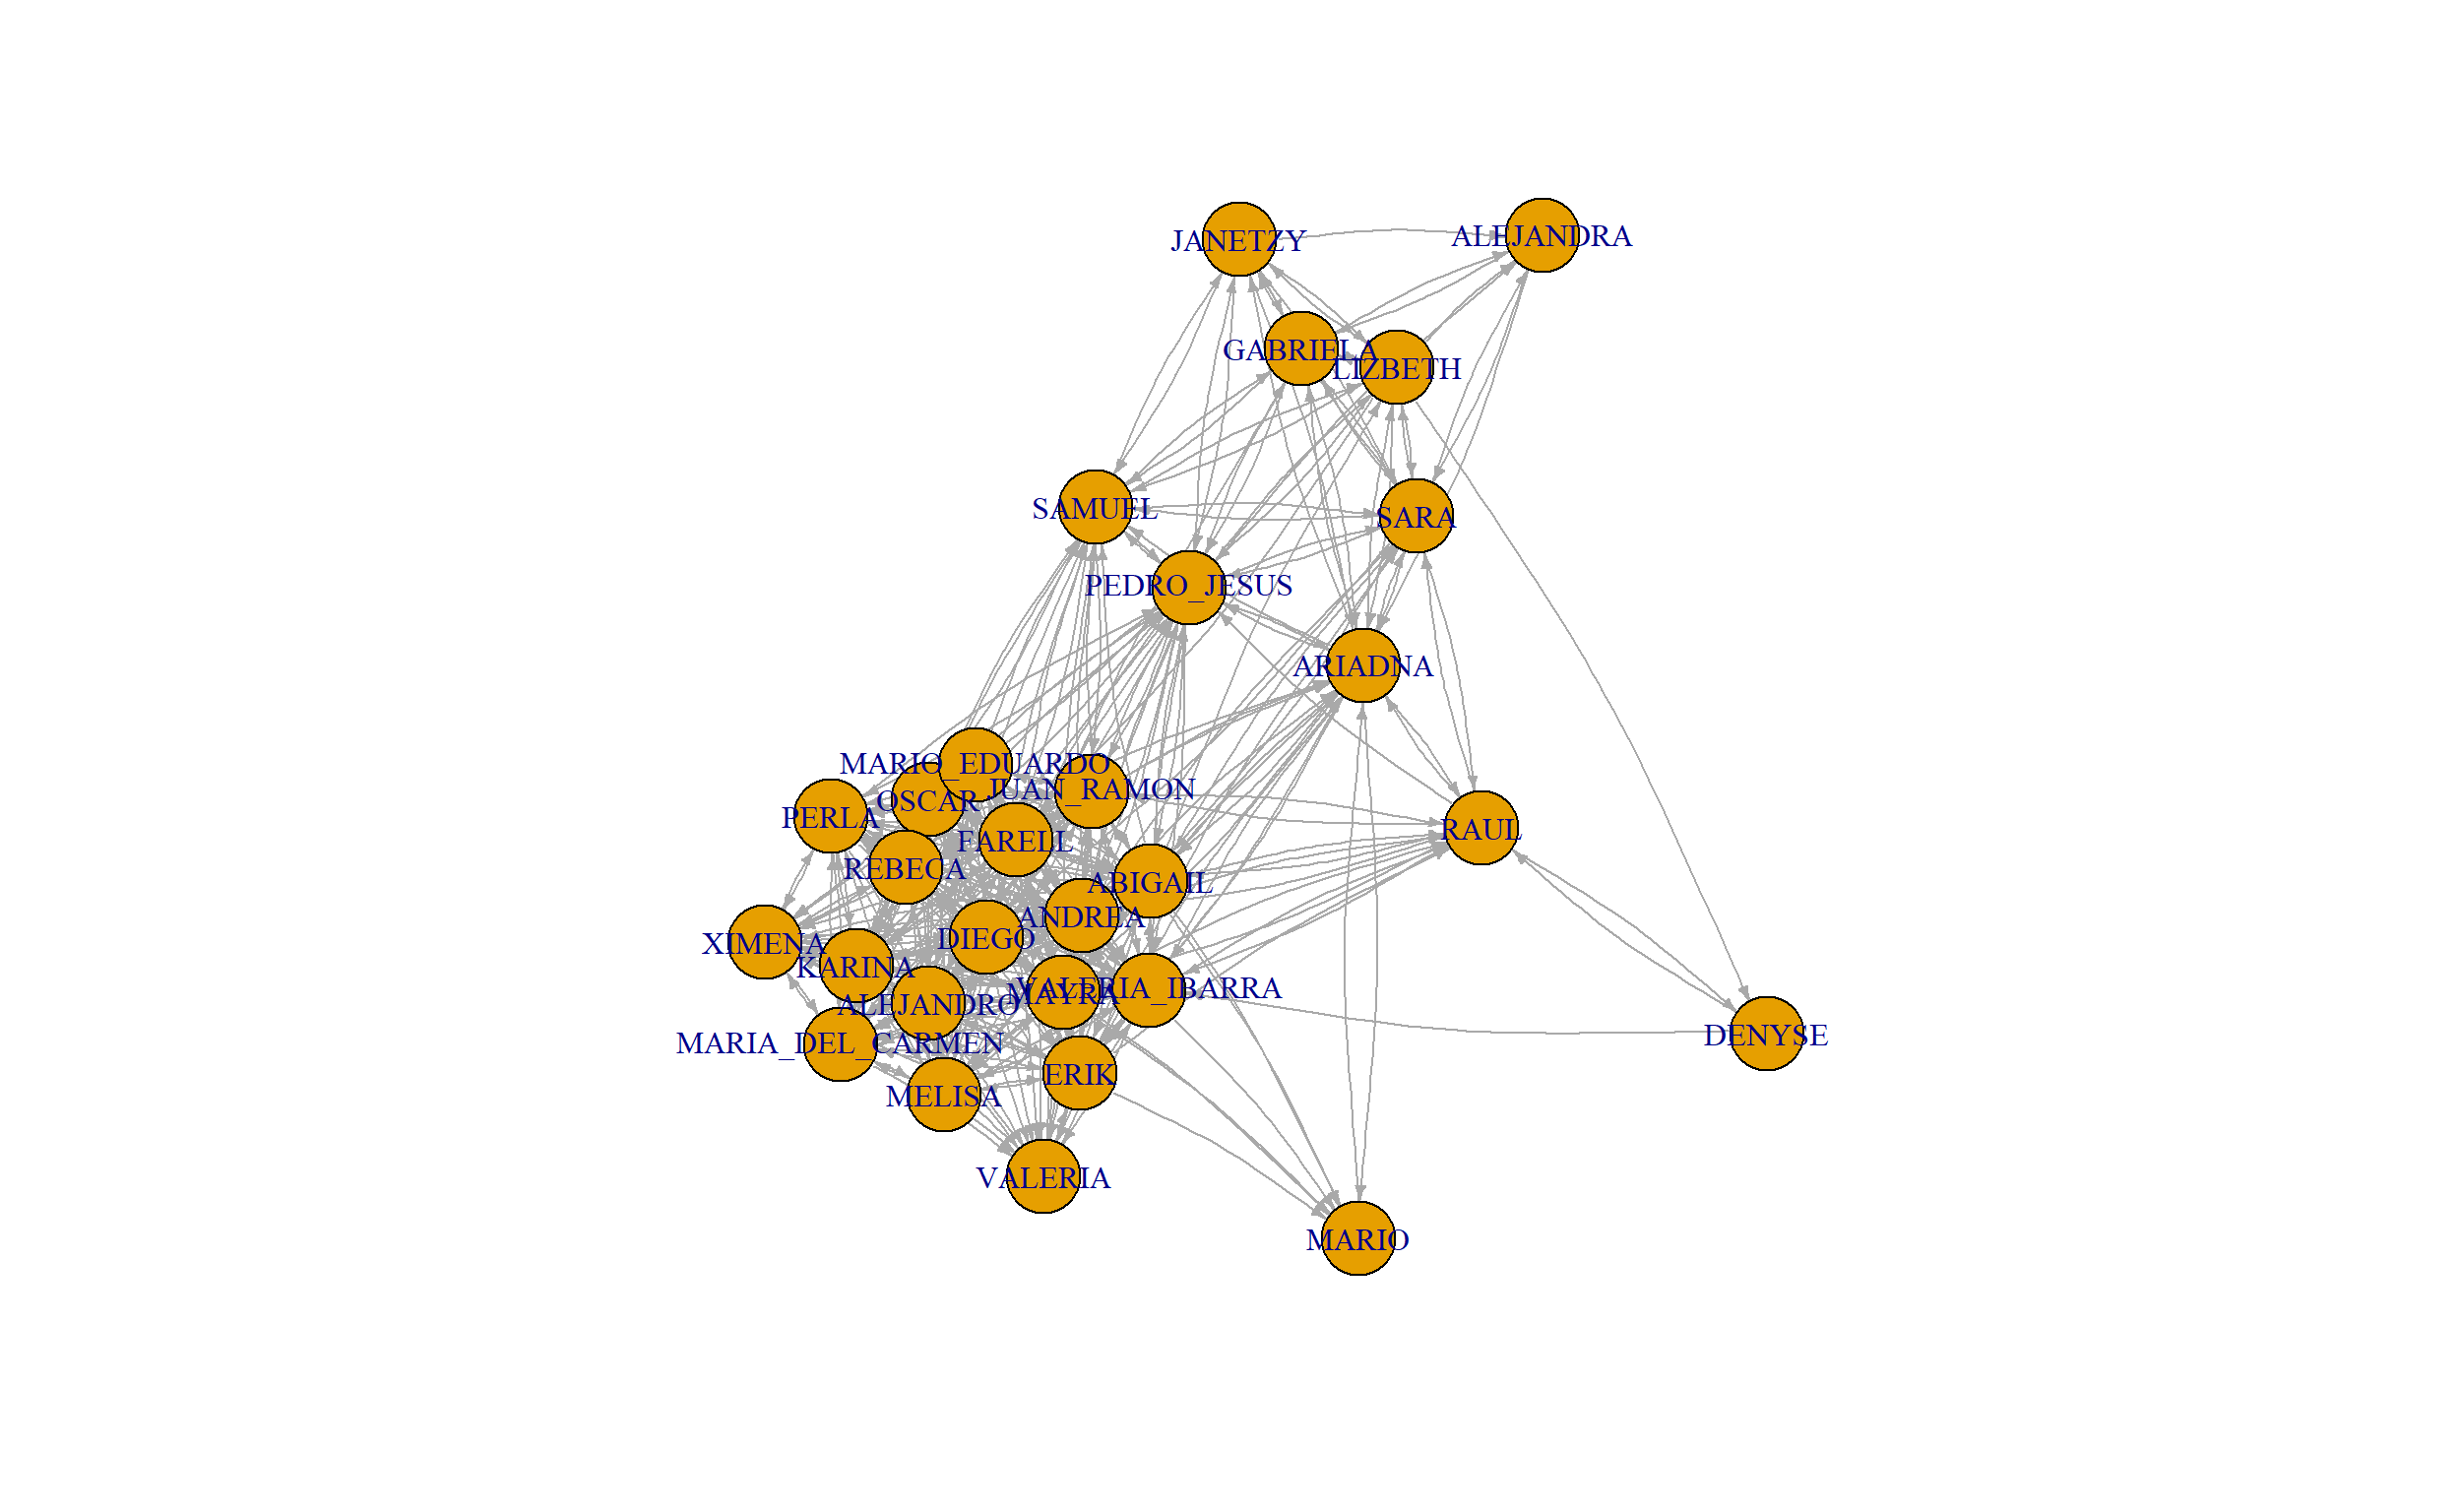 JANETZY
ALEJANDRA
GABRIELA
LIZBETH
SAMUEL
SARA
PEDRO_JESUS
ARIADNA
MARIO_EDUARDO
JUAN_RAMON
OSCAR
PERLA
FARELL
RAUL
REBECA
ABIGAIL
ANDREA
DIEGO
XIMENA
KARINA
VALERIA_IBARRA
MAYRA
ALEJANDRO
DENYSE
MARIA_DEL_CARMEN
ERIK
MELISA
VALERIA
MARIO